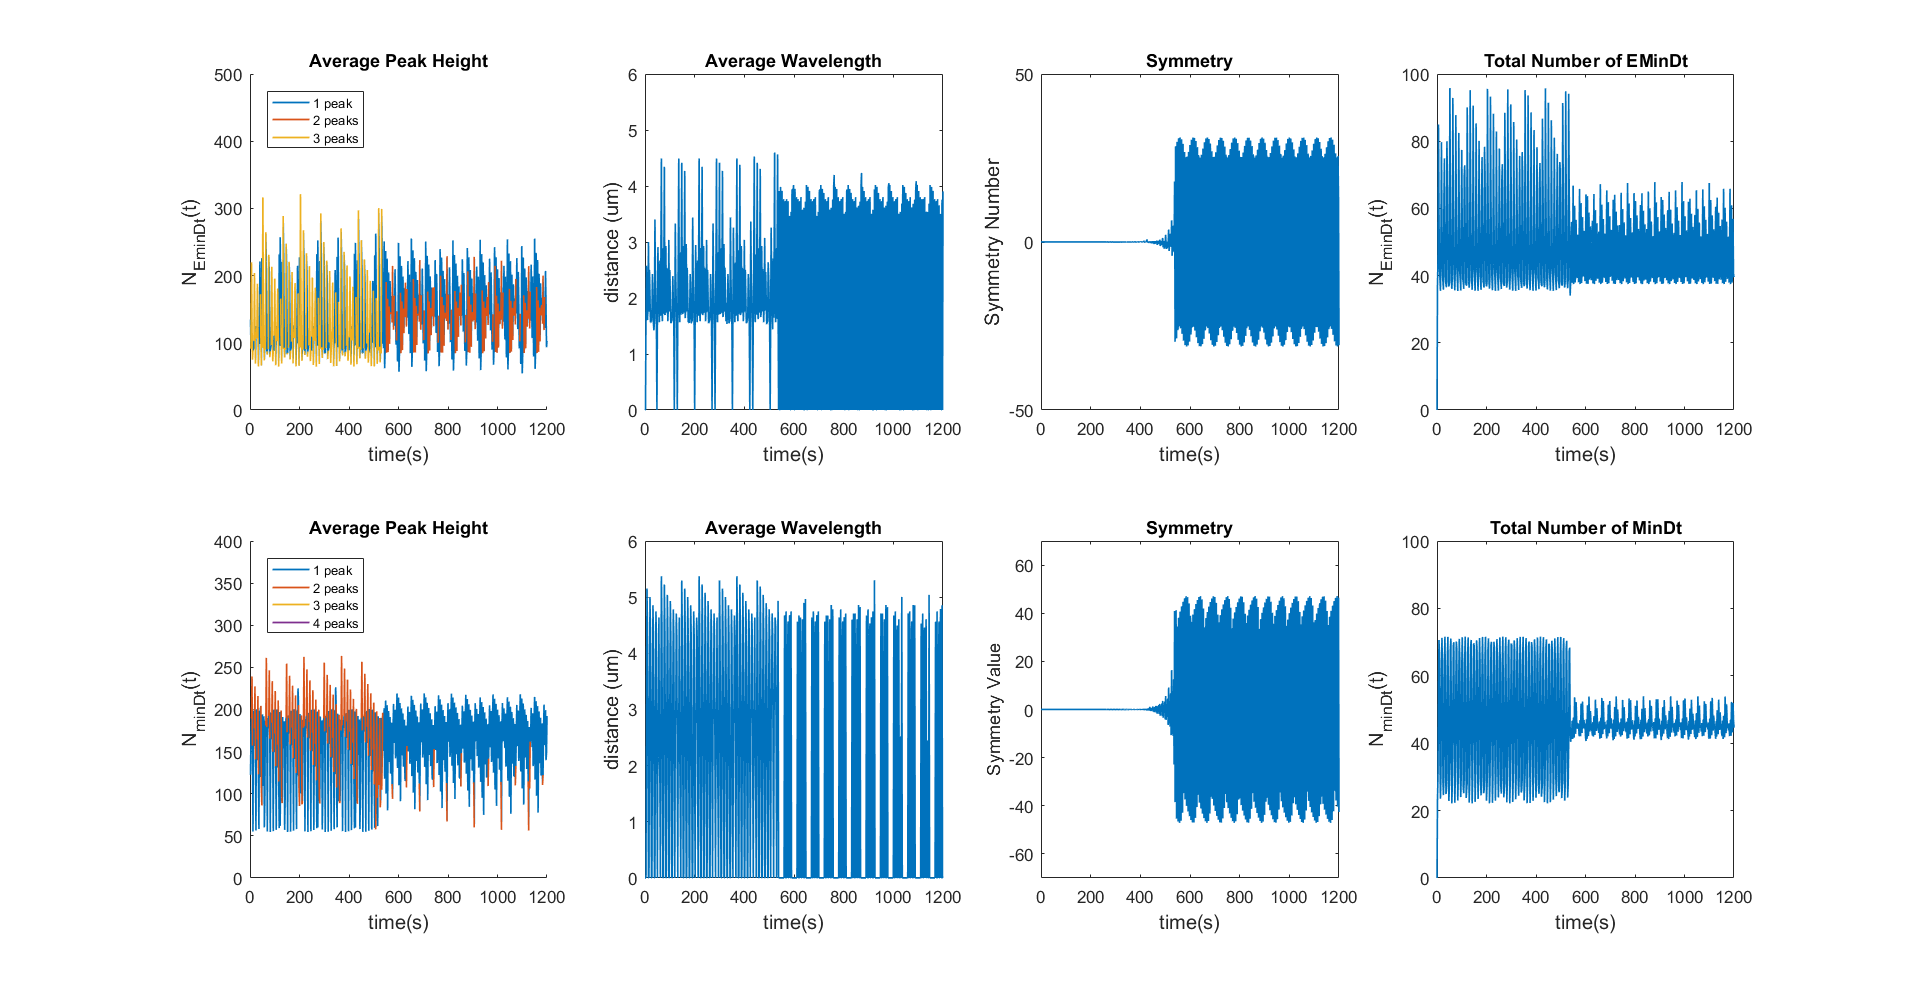 Average Peak Height
Average Wavelength
Symmetry
Total Number of EMinDt
500
400
300
200
100
0
1 peak
2 peaks
3 peaks
N_EminDt(t)
0 200 400 600 800 1000 1200
time(s)
6
5
4
3
2
1
0
distance (um)
0 200 400 600 800 1000 1200
time(s)
50
0
-50
Symmetry Number
0 200 400 600 800 1000 1200
time(s)
100
80
60
40
20
0
N_EminDt(t)
0 200 400 600 800 1000 1200
time(s)
Average Peak Height
Average Wavelength
Symmetry
Total Number of MinDt
400
350
300
250
200
150
100
50
0
1 peak
2 peaks
3 peaks
4 peaks
N_minDt(t)
0 200 400 600 800 1000 1200
time(s)
6
5
4
3
2
1
0
distance (um)
0 200 400 600 800 1000 1200
time(s)
60
40
20
0
-20
-40
-60
Symmetry Value
0 200 400 600 800 1000 1200
time(s)
100
80
60
40
20
0
N_minDt(t)
0 200 400 600 800 1000 1200
time(s)